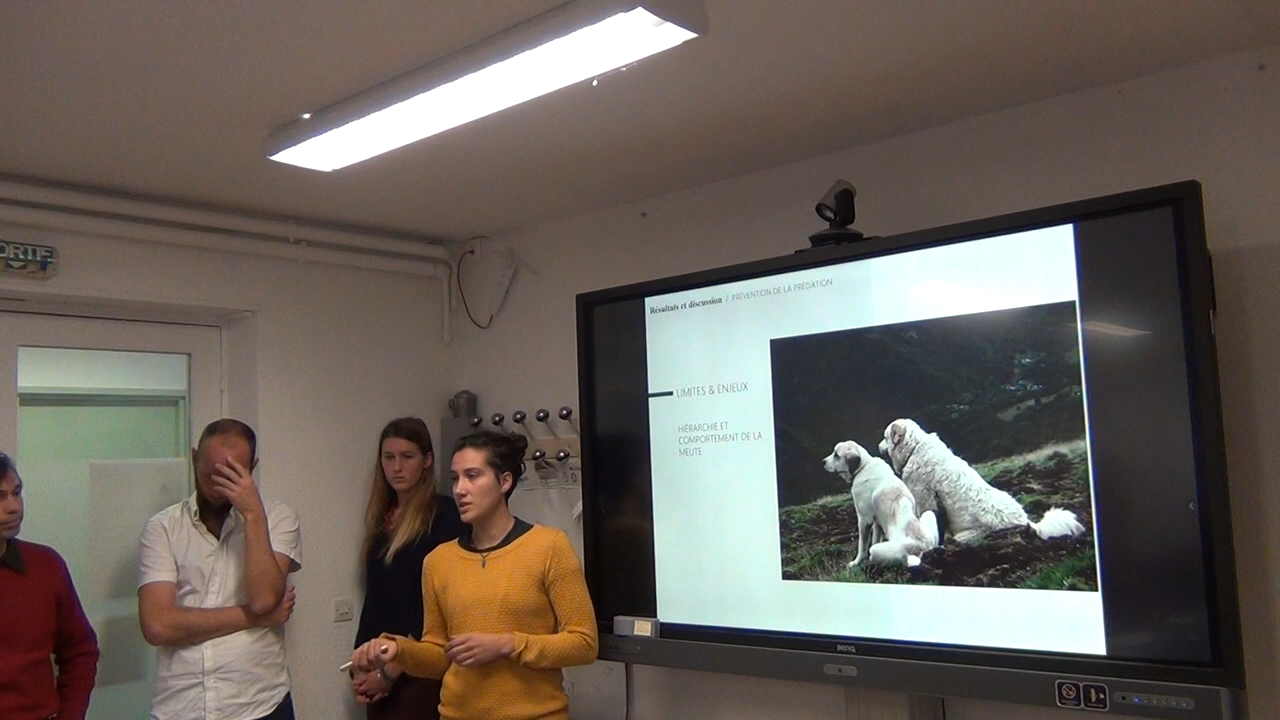 ORTIE
Résultats et discussion / PRÉVENTION DE LA PRÉDATION
LIMITES & ENJEUX
HIÉRARCHIE ET
COMPORTEMENT DE LA
MEUTE
BenQ